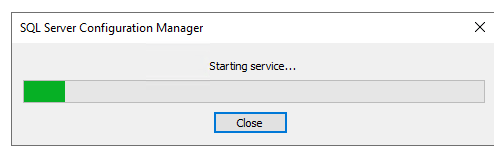 SQL Server Configuration Manager
Starting service...
Close